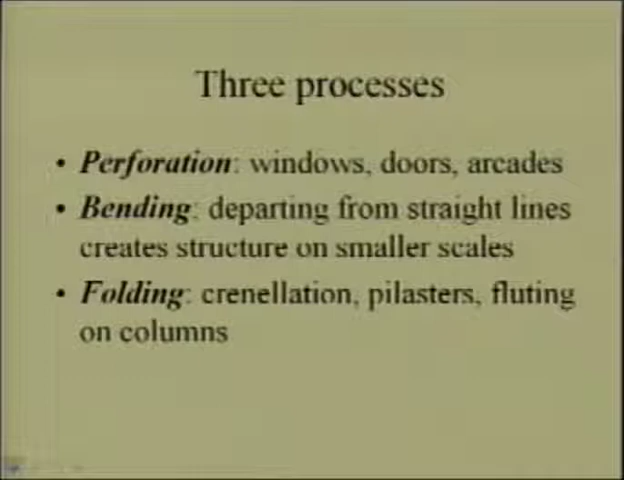 Three processes
• Perforation: windows, doors, arcades
• Bending: departing from straight lines
creates structure on smaller scales
• Folding: crenellation, pilasters, fluting
on columns